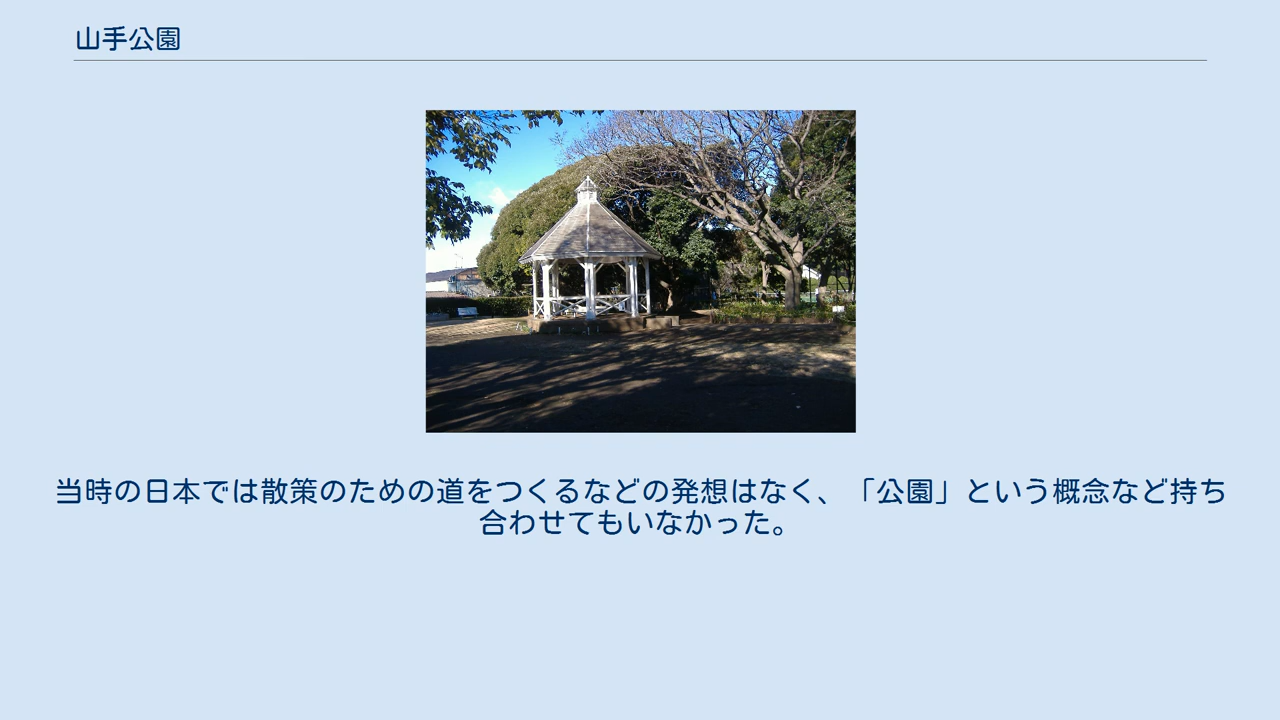 山手公園
当時の日本では散策のための道をつくるなどの発想はなく、「公園」という概念など持ち
合わせてもいなかった。